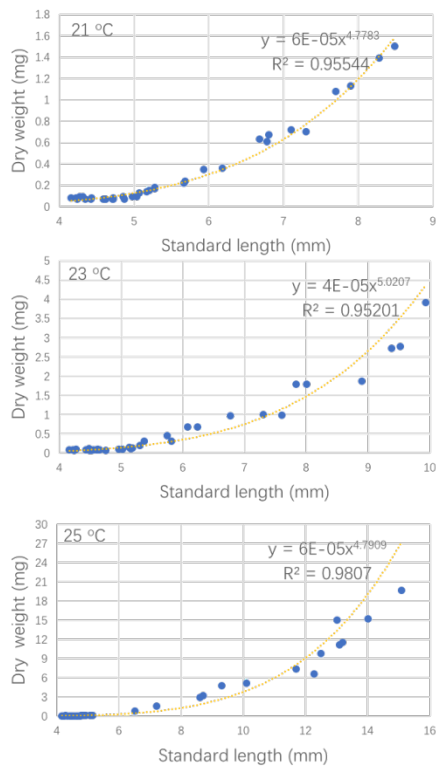 21 °C
y = 6E-05x^4.7783
R² = 0.95544
Dry weight (mg)
1.8
1.6
1.4
1.2
1
0.8
0.6
0.4
0.2
0
4 5 6 7 8 9
Standard length (mm)
23 °C
y = 4E-05x^5.0207
R² = 0.95201
Dry weight (mg)
5
4.5
4
3.5
3
2.5
2
1.5
1
0.5
0
4 5 6 7 8 9 10
Standard length (mm)
25 °C
y = 6E-05x^4.7909
R² = 0.9807
Dry weight (mg)
30
27
24
21
18
15
12
9
6
3
0
4 6 8 10 12 14 16
Standard length (mm)